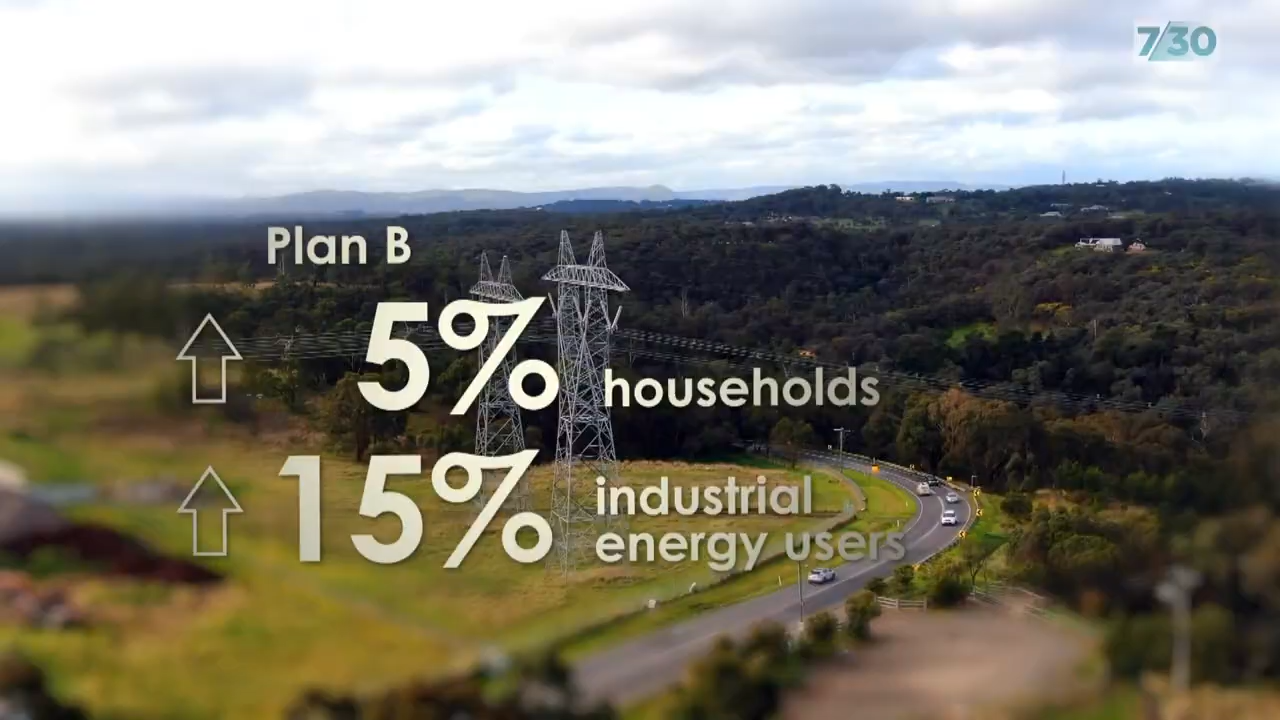 7/30
Plan B
5% households
15% industrial
energy users